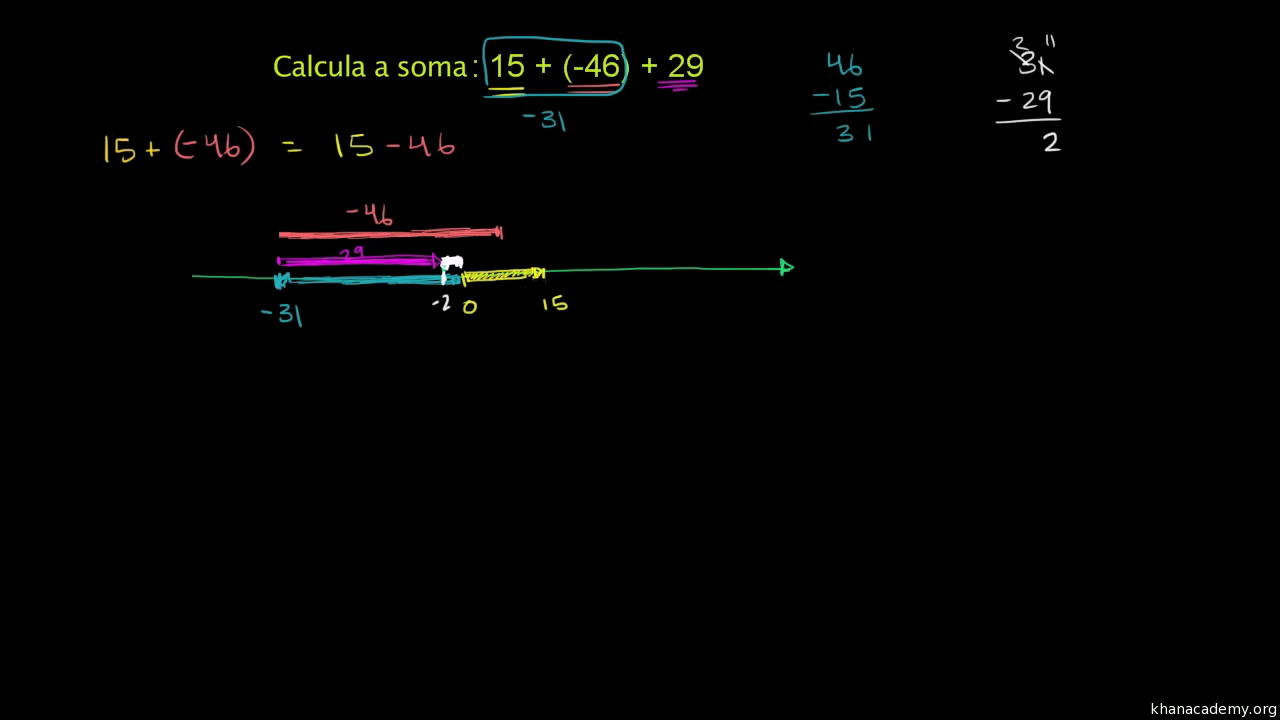 Calcula a soma: 15 + (-46) + 29
-31
46
-15
31
2 11
31
- 29
2
15 + (-46) = 15 - 46
-46
29
-31 -2 0 15
khanacademy.org